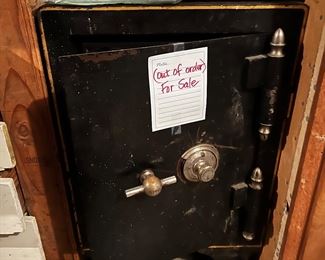 (out of order)
For Sale